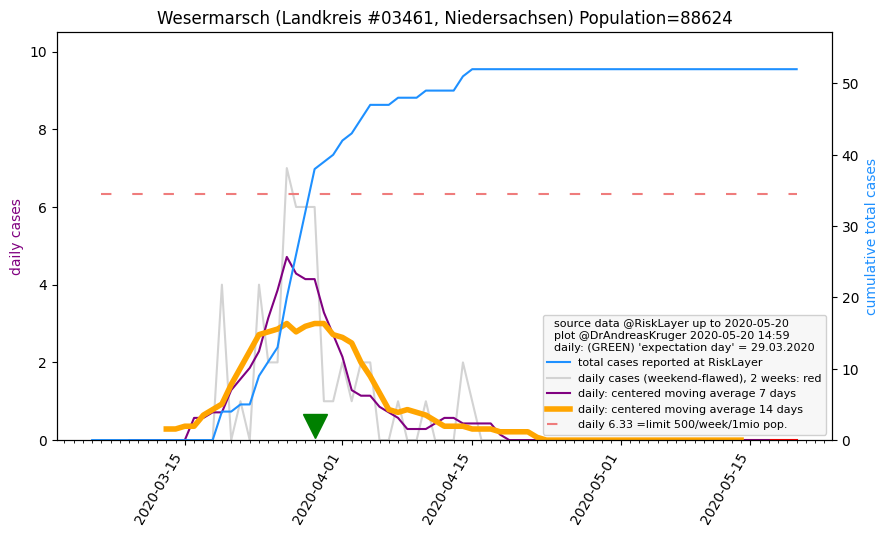 Wesermarsch (Landkreis #03461, Niedersachsen) Population=88624
daily cases
10
8
6
4
2
0
cumulative total cases
50
40
30
20
10
0
source data @RiskLayer up to 2020-05-20
plot @DrAndreasKruger 2020-05-20 14:59
daily: (GREEN) 'expectation day' = 29.03.2020
total cases reported at RiskLayer
daily cases (weekend-flawed), 2 weeks: red
daily: centered moving average 7 days
daily: centered moving average 14 days
daily 6.33 =limit 500/week/1mio pop.
2020-03-15
2020-04-01
2020-04-15
2020-05-01
2020-05-15